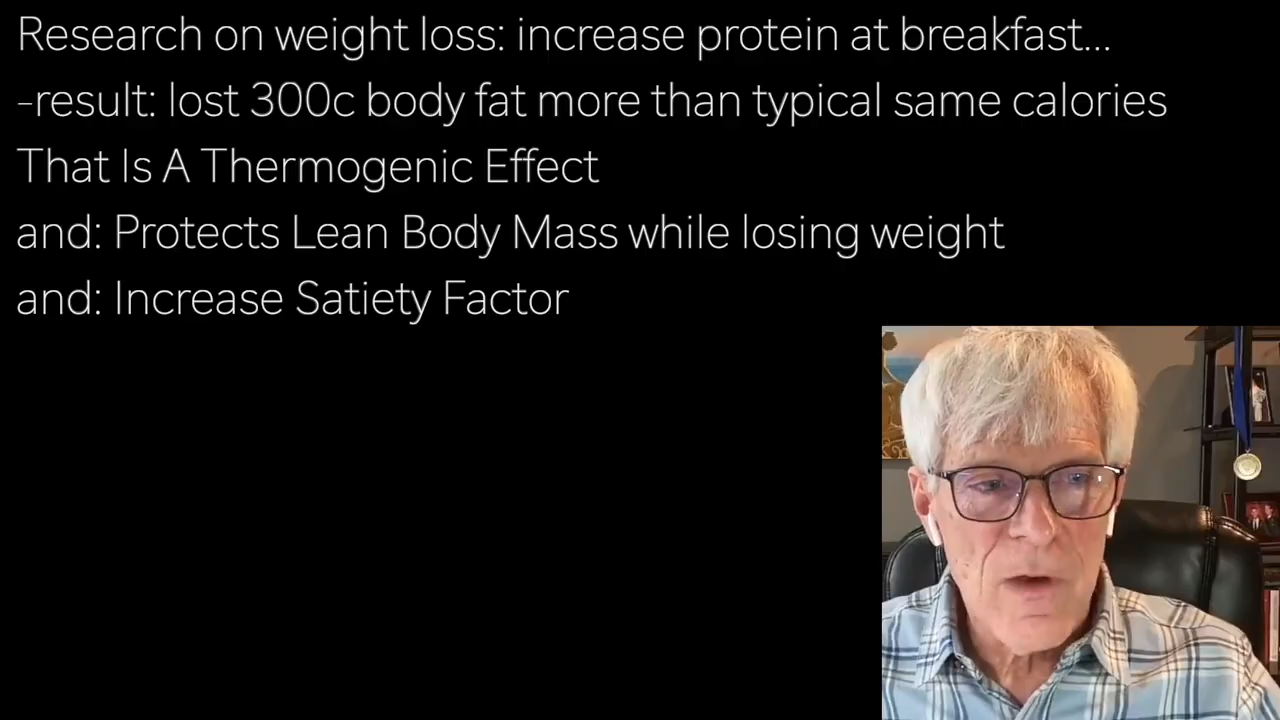 Research on weight loss: increase protein at breakfast...
-result: lost 300c body fat more than typical same calories
That Is A Thermogenic Effect
and: Protects Lean Body Mass while losing weight
and: Increase Satiety Factor